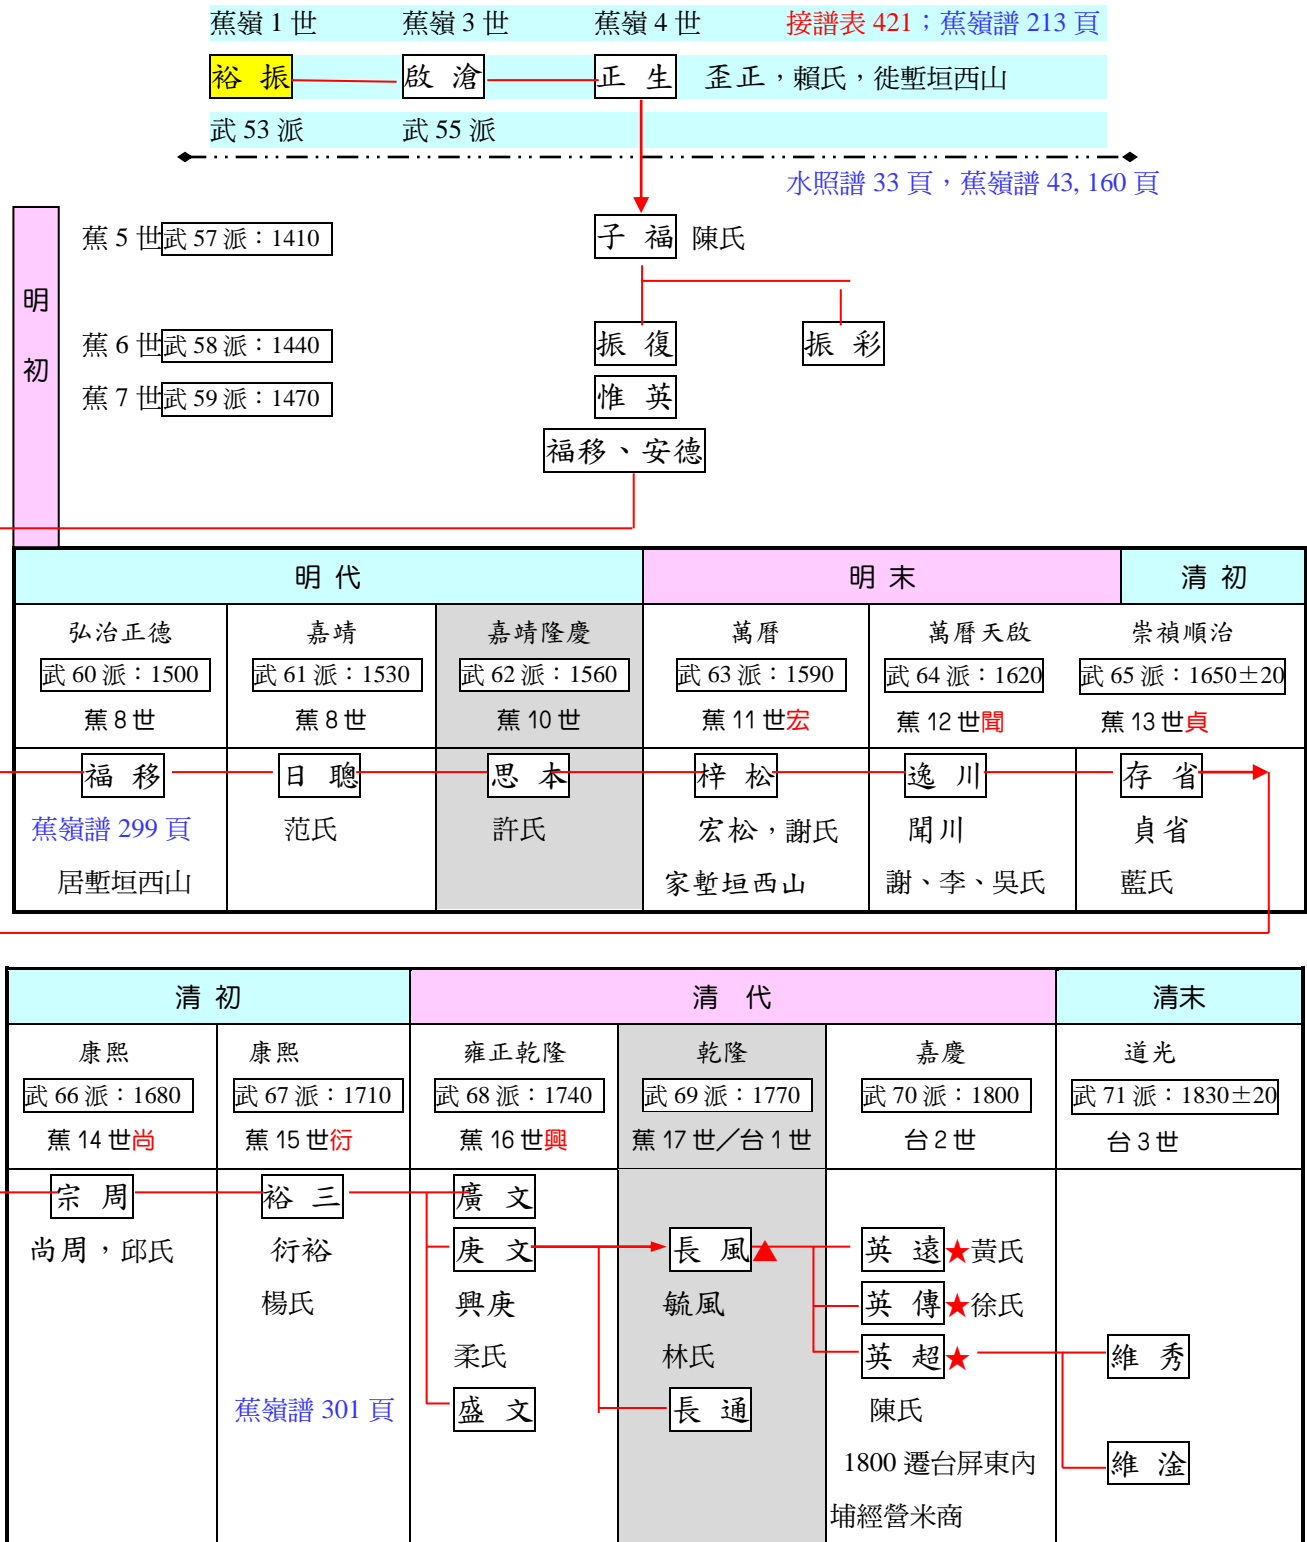 蕉嶺 1 世 蕉嶺 3 世 蕉嶺 4 世 接譜表 421；蕉嶺譜 213 頁
裕 振 啟 滄 正 生 歪正，賴氏，徙塹垣西山
武 53 派 武 55 派
水照譜 33 頁，蕉嶺譜 43, 160 頁
明初
蕉 5 世 武 57 派：1410 子 福 陳氏
蕉 6 世 武 58 派：1440 振 復 振 彩
蕉 7 世 武 59 派：1470 惟 英
福移、安德
明 代 明 末 清 初
弘治正德 嘉靖 嘉靖隆慶 萬曆 萬曆天啟 崇禎順治
武 60 派：1500 武 61 派：1530 武 62 派：1560 武 63 派：1590 武 64 派：1620 武 65 派：1650±20
蕉 8 世 蕉 8 世 蕉 10 世 蕉 11 世宏 蕉 12 世聞 蕉 13 世貞
福 移 日 聰 思 本 梓 松 逸 川 存 省
蕉嶺譜 299 頁 范氏 許氏 宏松，謝氏 聞川 貞省
居塹垣西山 家塹垣西山 謝、李、吳氏 藍氏
清 初 清 代 清末
康熙 康熙 雍正乾隆 乾隆 嘉慶 道光
武 66 派：1680 武 67 派：1710 武 68 派：1740 武 69 派：1770 武 70 派：1800 武 71 派：1830±20
蕉 14 世尚 蕉 15 世衍 蕉 16 世興 蕉 17 世／台 1 世 台 2 世 台 3 世
宗 周 裕 三 廣 文
尚周，邱氏 衍裕 庚 文 長 風▲ 英 遠★黃氏
楊氏 興庚 毓風 英 傳★徐氏
柔氏 林氏 英 超★ 維 秀
蕉嶺譜 301 頁 盛 文 長 通 陳氏
1800 遷台屏東內 維 淦
埔經營米商